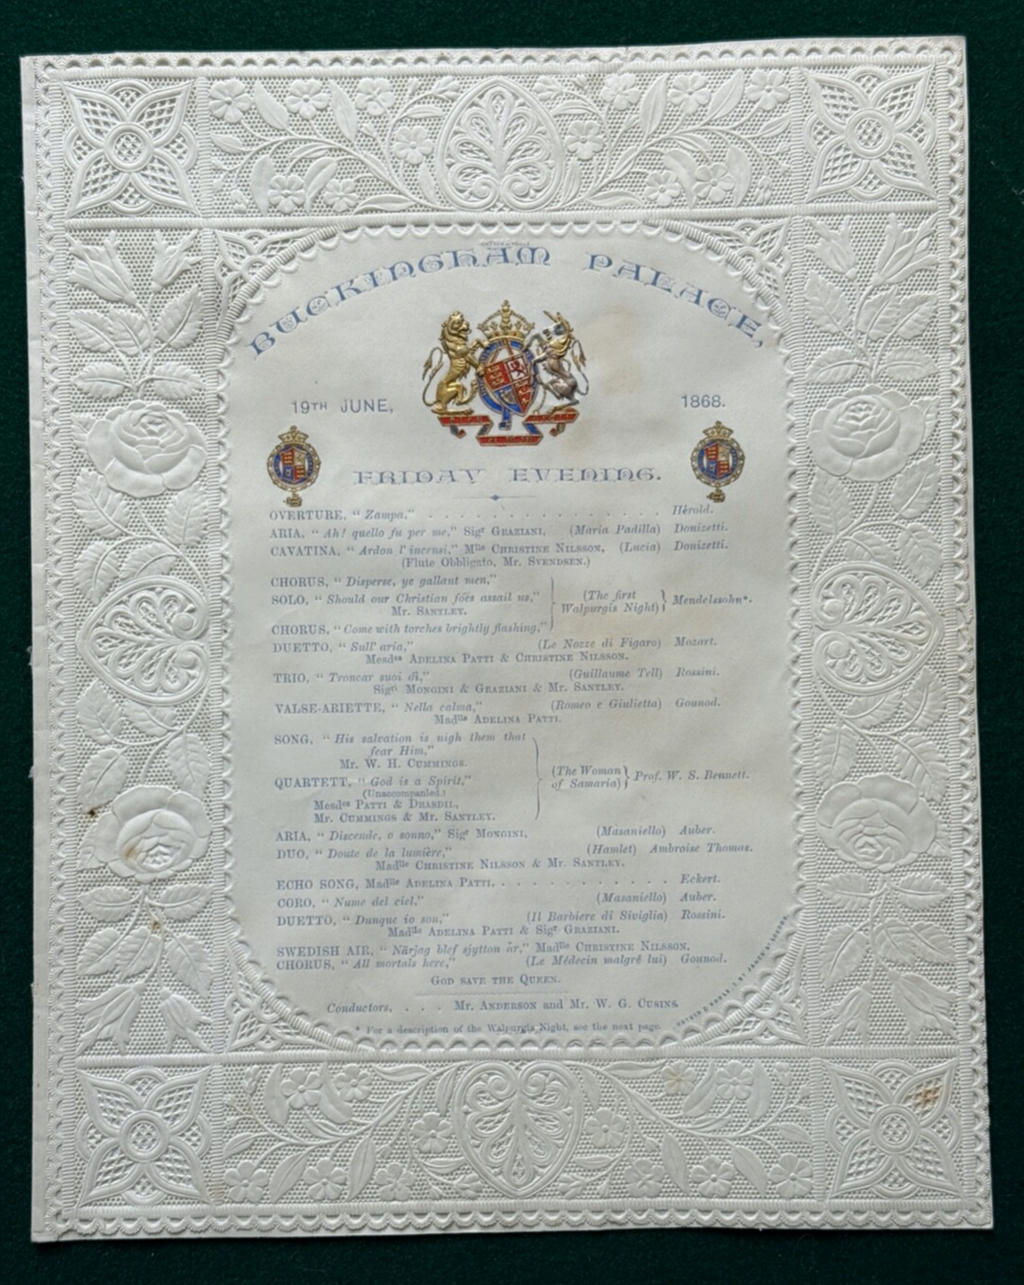 BUCKINGHAM PALACE,
19TH JUNE, 1868.
FRIDAY EVENING.
OVERTURE, "Zampa," . . . . . . . . . . . . . . . . . Hérold.
ARIA, "Ah! quello fu per me," Sigr GRAZIANI, (Maria Padilla) Donizetti.
CAVATINA, "Ardon l' incensi," Mlle CHRISTINE NILSSON, (Lucia) Donizetti.
(Flute Obbligato, Mr. SVENDSEN.)
CHORUS, "Disperse, ye gallant men,"
SOLO, "Should our Christian foes assail us," (The first Walpurgis Night) Mendelssohn*.
Mr. SANTLEY.
CHORUS, "Come with torches brightly flashing,"
DUETTO, "Sull' aria," (Le Nozze di Figaro) Mozart.
Mesdes ADELINA PATTI & CHRISTINE NILSSON.
TRIO, "Troncar suoi dì," (Guillaume Tell) Rossini.
Sigri MONGINI & GRAZIANI & Mr. SANTLEY.
VALSE-ARIETTE, "Nella calma," (Romeo e Giulietta) Gounod.
Madlle ADELINA PATTI.
SONG, "His salvation is nigh them that
fear Him,"
Mr. W. H. CUMMINGS.
QUARTETT, "God is a Spirit," (The Woman of Samaria) Prof. W. S. Bennett.
(Unaccompanied.)
Mesdes PATTI & DRASDIL,
Mr. CUMMINGS & Mr. SANTLEY.
ARIA, "Discende, o sonno," Sigr MONGINI, (Masaniello) Auber.
DUO, "Doute de la lumière," (Hamlet) Ambroise Thomas.
Madlle CHRISTINE NILSSON & Mr. SANTLEY.
ECHO SONG, Madlle ADELINA PATTI. . . . . . . . . . . . . Eckert.
CORO, "Nume del ciel," (Masaniello) Auber.
DUETTO, "Dunque io son," (Il Barbiere di Siviglia) Rossini.
Madlle ADELINA PATTI & Sigr GRAZIANI.
SWEDISH AIR, "Närjag blef sjytton år," Madlle CHRISTINE NILSSON.
CHORUS, "All mortals here," (Le Médecin malgré lui) Gounod.
GOD SAVE THE QUEEN.
Conductors, . . . Mr. ANDERSON and Mr. W. G. CUSINS.
* For a description of the Walpurgis Night, see the next page.